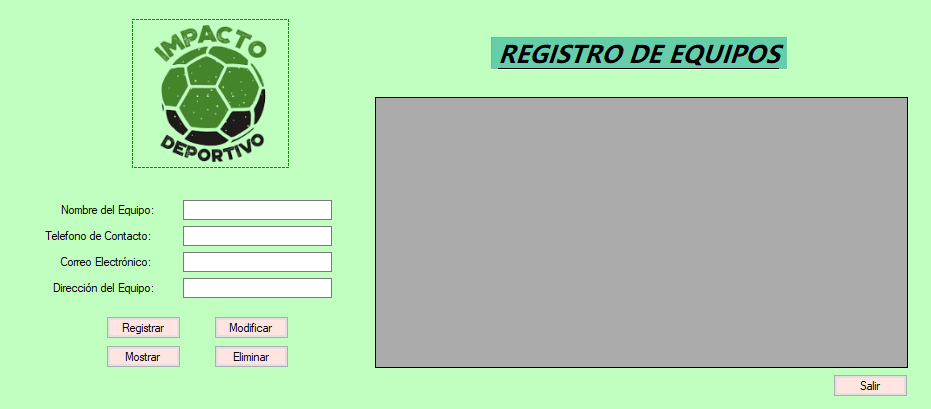 IMPACTO
DEPORTIVO
REGISTRO DE EQUIPOS
Nombre del Equipo:
Telefono de Contacto:
Correo Electrónico:
Dirección del Equipo:
Registrar
Modificar
Mostrar
Eliminar
Salir